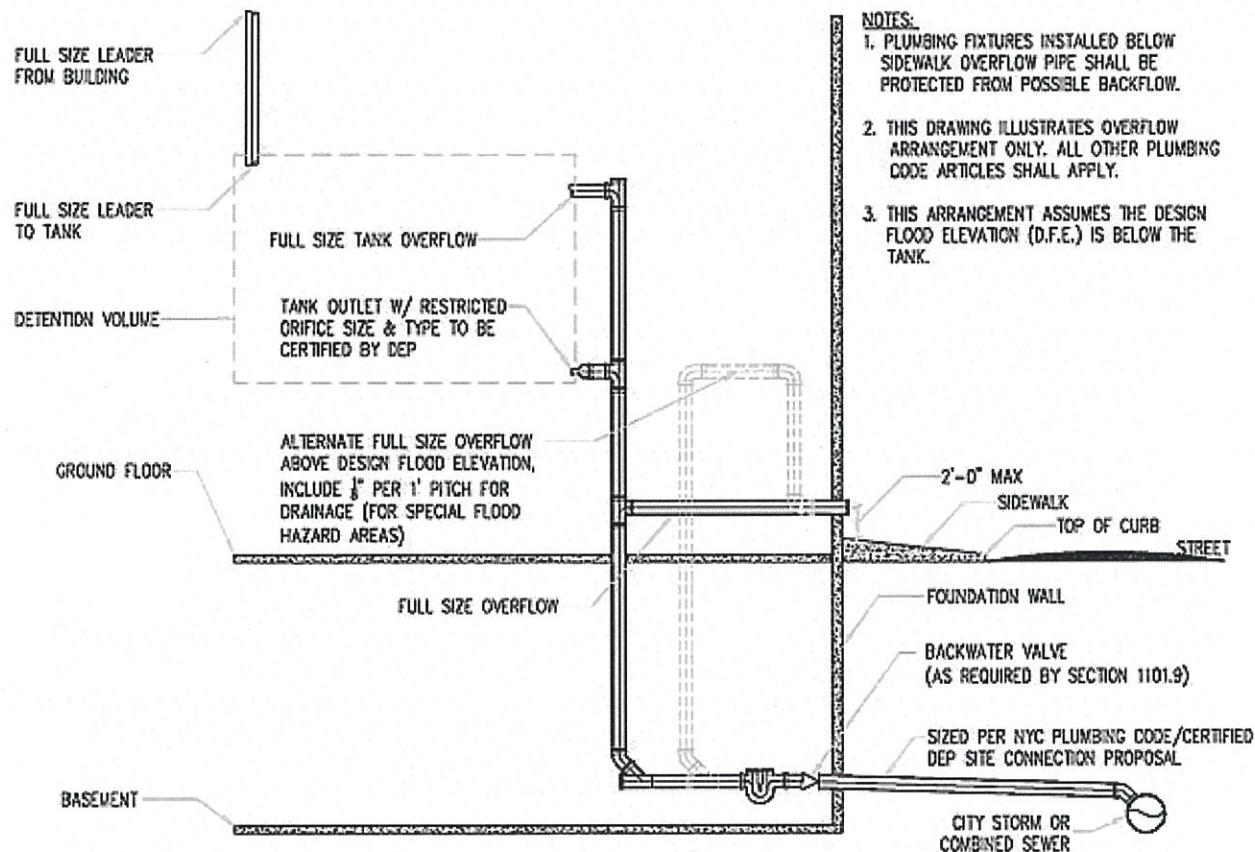 FULL SIZE LEADER
FROM BUILDING
FULL SIZE LEADER
TO TANK
DETENTION VOLUME
GROUND FLOOR
BASEMENT
FULL SIZE TANK OVERFLOW
TANK OUTLET W/ RESTRICTED
ORIFICE SIZE & TYPE TO BE
CERTIFIED BY DEP
ALTERNATE FULL SIZE OVERFLOW
ABOVE DESIGN FLOOD ELEVATION,
INCLUDE ⅛" PER 1' PITCH FOR
DRAINAGE (FOR SPECIAL FLOOD
HAZARD AREAS)
FULL SIZE OVERFLOW
NOTES:
1. PLUMBING FIXTURES INSTALLED BELOW
SIDEWALK OVERFLOW PIPE SHALL BE
PROTECTED FROM POSSIBLE BACKFLOW.
2. THIS DRAWING ILLUSTRATES OVERFLOW
ARRANGEMENT ONLY. ALL OTHER PLUMBING
CODE ARTICLES SHALL APPLY.
3. THIS ARRANGEMENT ASSUMES THE DESIGN
FLOOD ELEVATION (D.F.E.) IS BELOW THE
TANK.
2'-0" MAX
SIDEWALK
TOP OF CURB
STREET
FOUNDATION WALL
BACKWATER VALVE
(AS REQUIRED BY SECTION 1101.9)
SIZED PER NYC PLUMBING CODE/CERTIFIED
DEP SITE CONNECTION PROPOSAL
CITY STORM OR
COMBINED SEWER